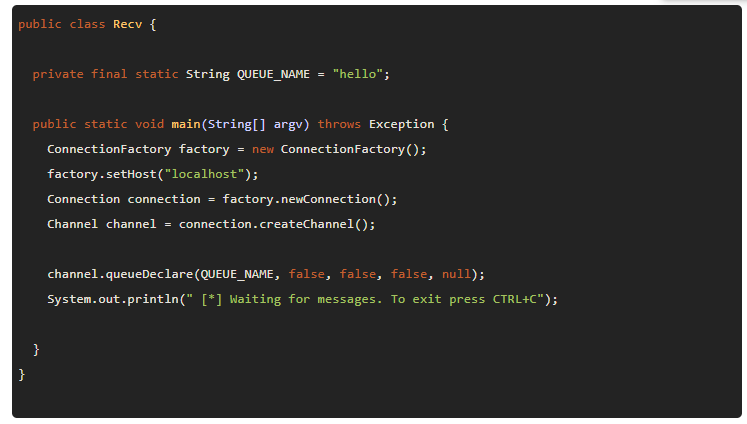 public class Recv {
private final static String QUEUE_NAME = "hello";
public static void main(String[] argv) throws Exception {
ConnectionFactory factory = new ConnectionFactory();
factory.setHost("localhost");
Connection connection = factory.newConnection();
Channel channel = connection.createChannel();
channel.queueDeclare(QUEUE_NAME, false, false, false, null);
System.out.println(" [*] Waiting for messages. To exit press CTRL+C");
}
}